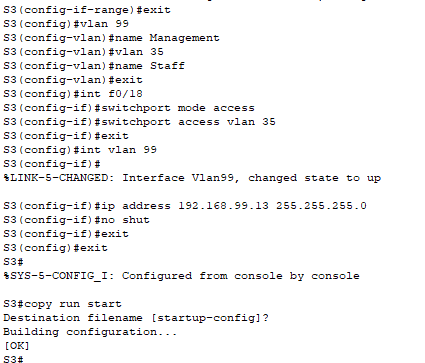 S3(config-if-range)#exit
S3(config)#vlan 99
S3(config-vlan)#name Management
S3(config-vlan)#vlan 35
S3(config-vlan)#name Staff
S3(config-vlan)#exit
S3(config)#int f0/18
S3(config-if)#switchport mode access
S3(config-if)#switchport access vlan 35
S3(config-if)#exit
S3(config)#int vlan 99
S3(config-if)#
%LINK-5-CHANGED: Interface Vlan99, changed state to up
S3(config-if)#ip address 192.168.99.13 255.255.255.0
S3(config-if)#no shut
S3(config-if)#exit
S3(config)#exit
S3#
%SYS-5-CONFIG_I: Configured from console by console
S3#copy run start
Destination filename [startup-config]?
Building configuration...
[OK]
S3#